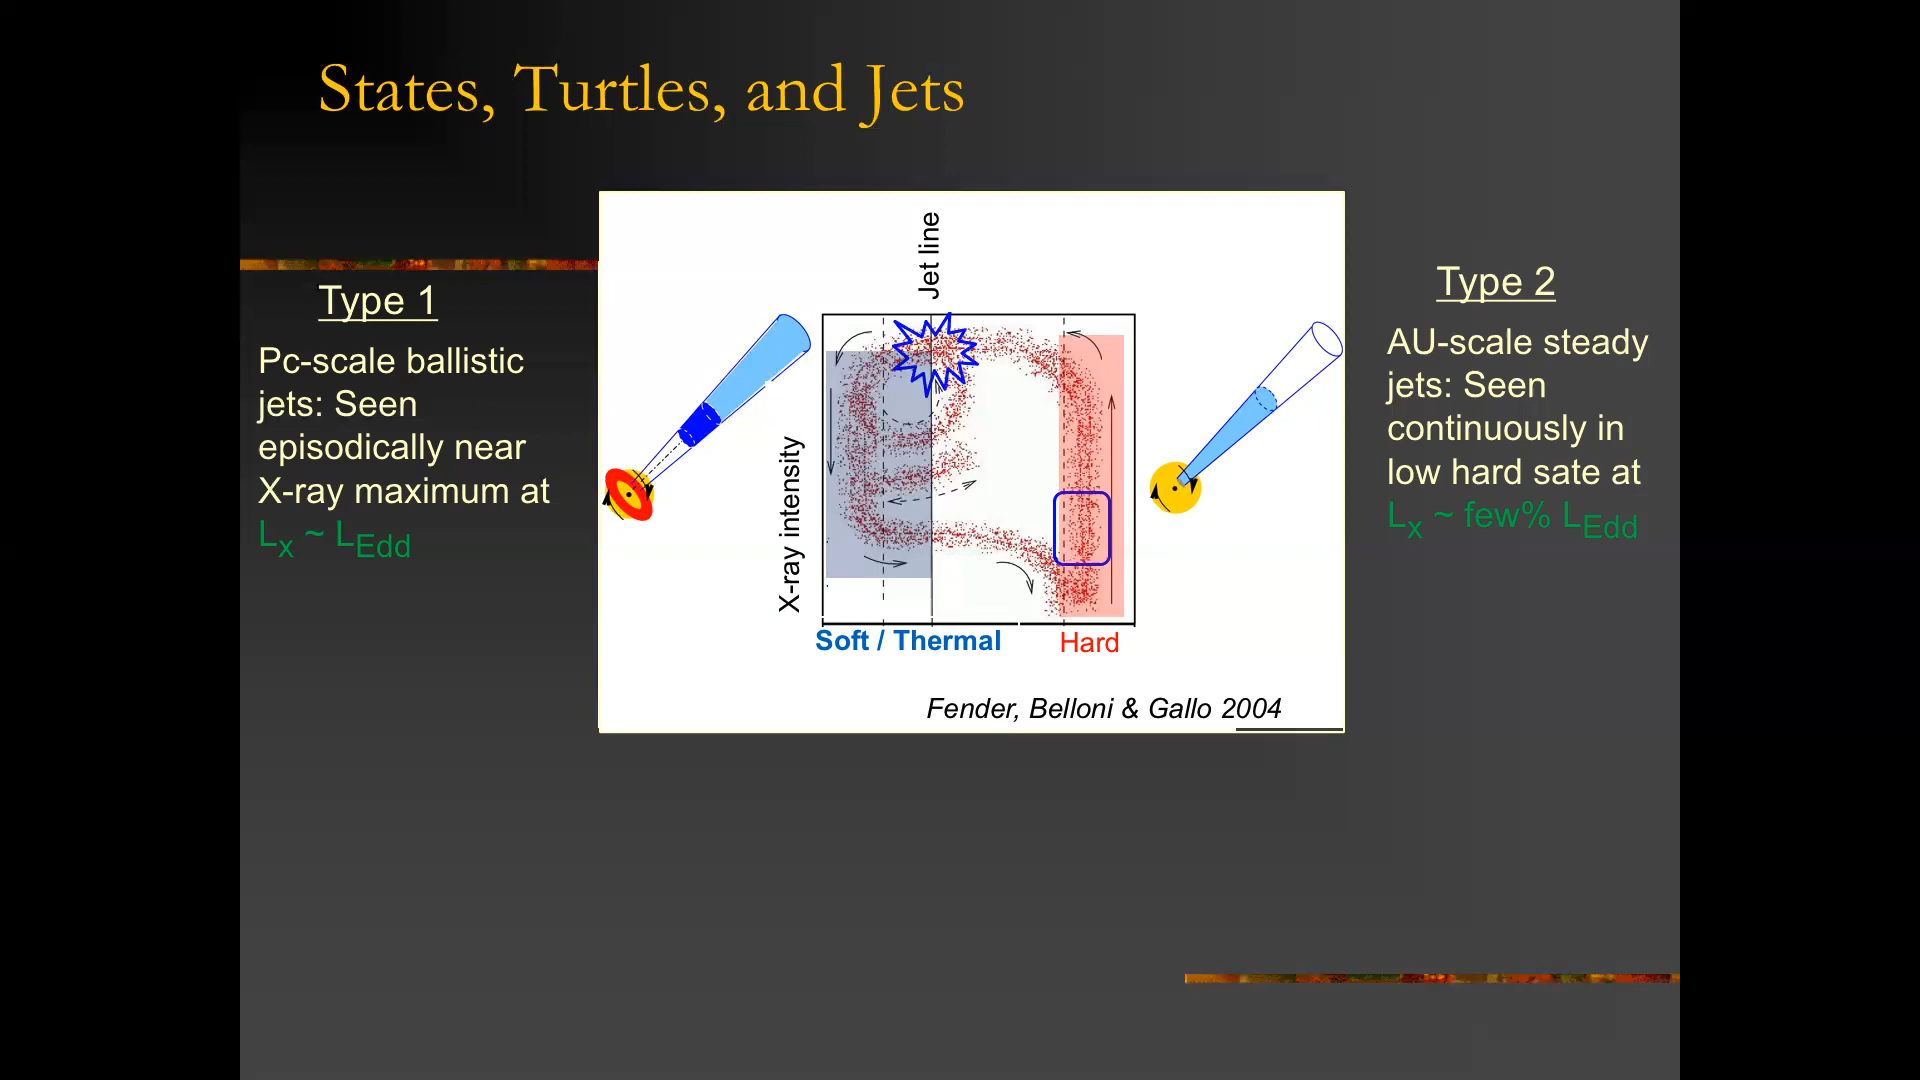 States, Turtles, and Jets
Type 1
Pc-scale ballistic
jets: Seen
episodically near
X-ray maximum at
Lx ~ LEdd
Jet line
X-ray intensity
Soft / Thermal
Hard
Fender, Belloni & Gallo 2004
Type 2
AU-scale steady
jets: Seen
continuously in
low hard sate at
Lx ~ few% LEdd